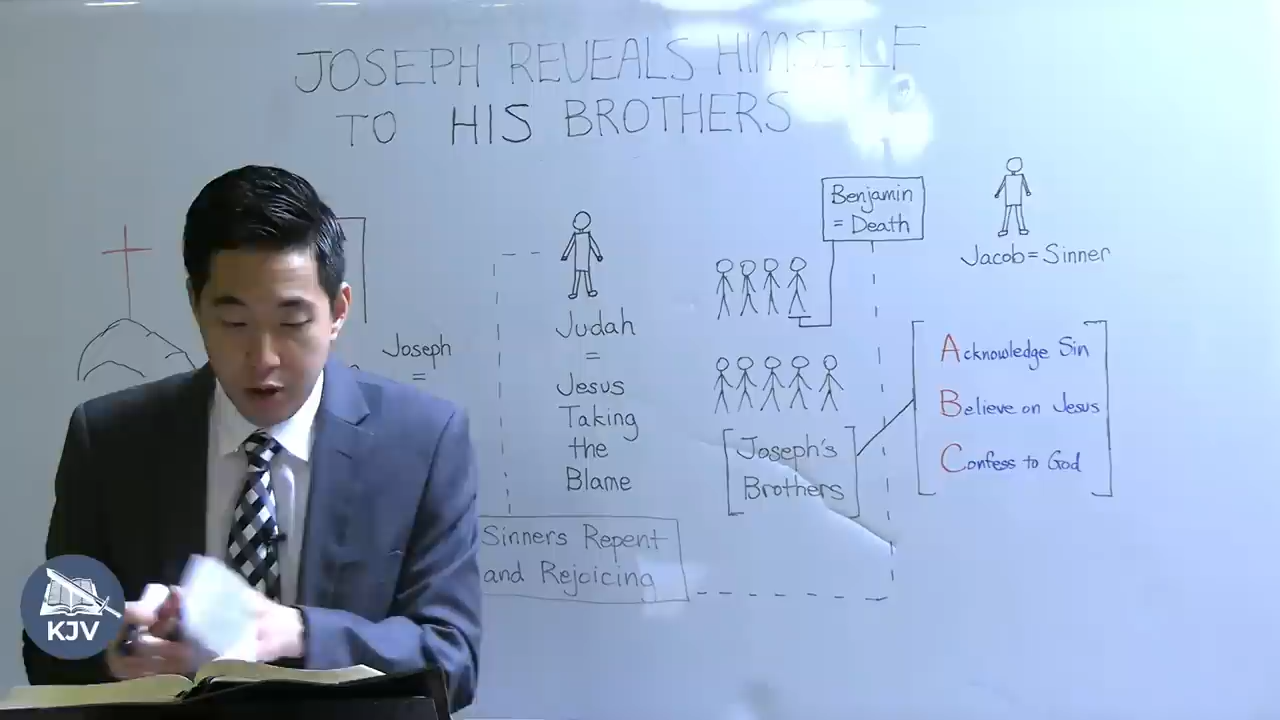 JOSEPH REVEALS HIMSELF
TO HIS BROTHERS
Joseph
=
Judah
=
Jesus
Taking
the
Blame
Sinners Repent
and Rejoicing
Benjamin
= Death
Joseph's
Brothers
Jacob = Sinner
Acknowledge Sin
Believe on Jesus
Confess to God
KJV